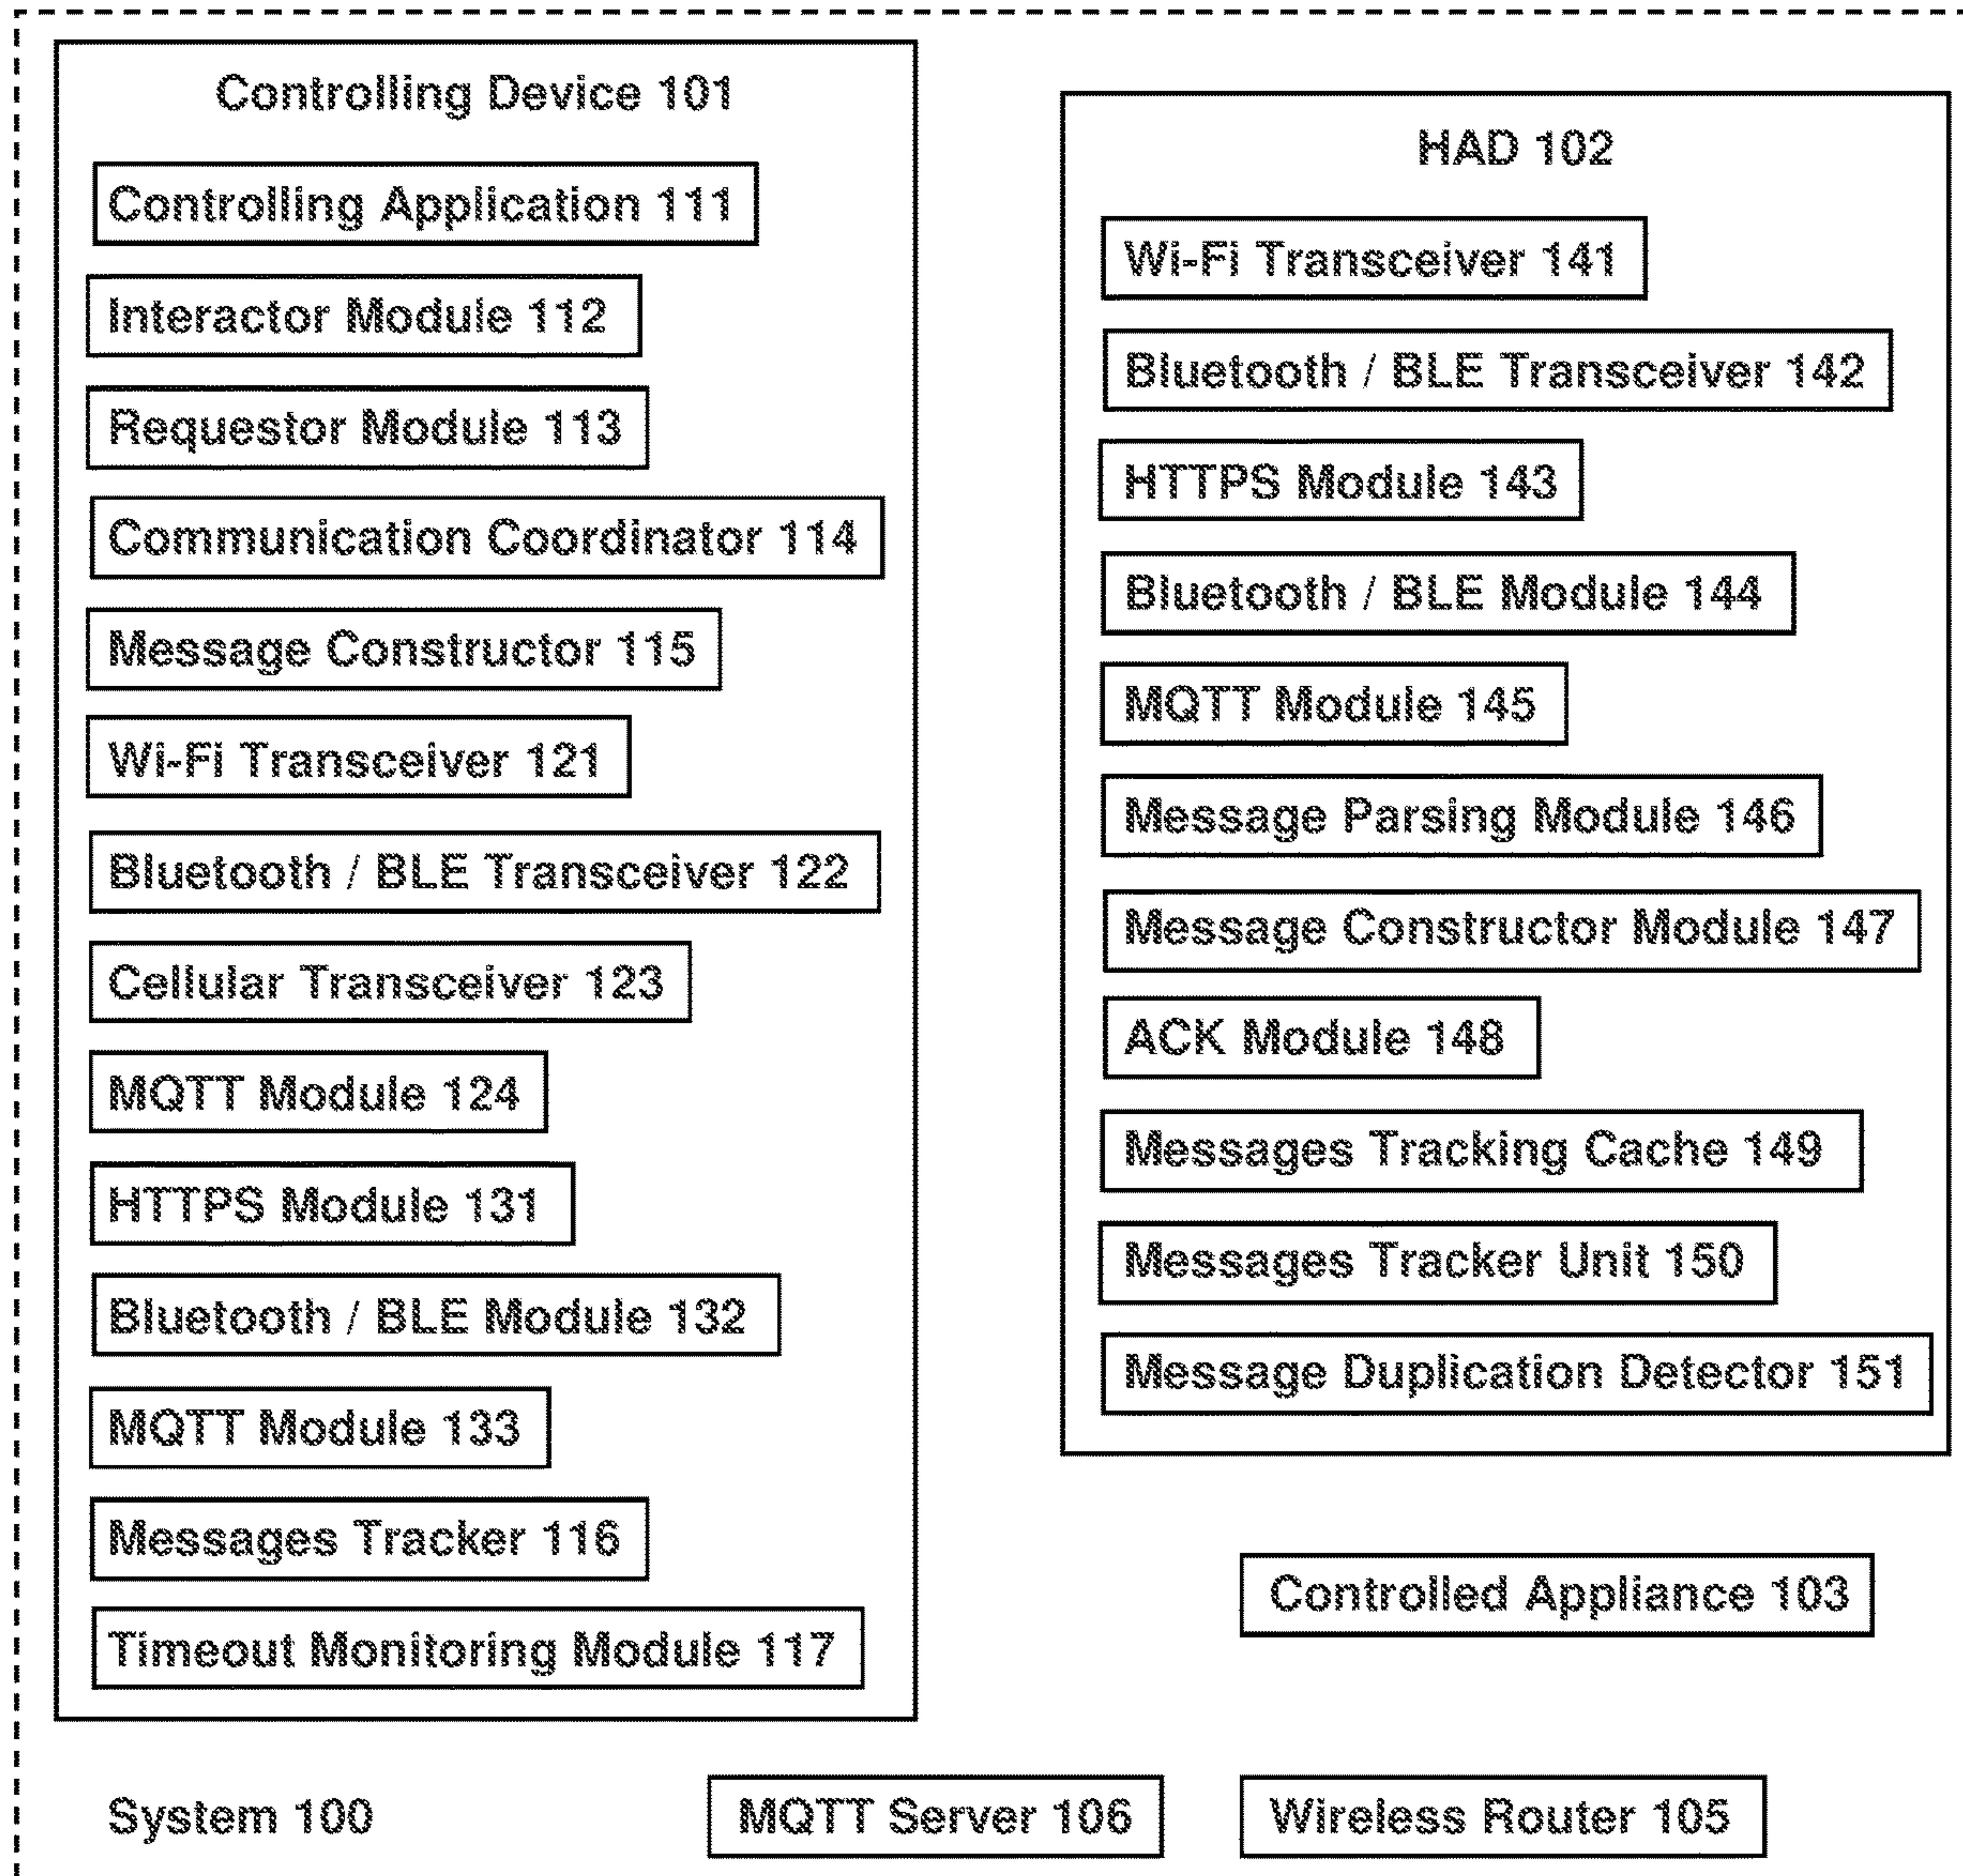 Controlling Device 101
Controlling Application 111
Interactor Module 112
Requestor Module 113
Communication Coordinator 114
Message Constructor 115
Wi-Fi Transceiver 121
Bluetooth / BLE Transceiver 122
Cellular Transceiver 123
MQTT Module 124
HTTPS Module 131
Bluetooth / BLE Module 132
MQTT Module 133
Messages Tracker 116
Timeout Monitoring Module 117
HAD 102
Wi-Fi Transceiver 141
Bluetooth / BLE Transceiver 142
HTTPS Module 143
Bluetooth / BLE Module 144
MQTT Module 145
Message Parsing Module 146
Message Constructor Module 147
ACK Module 148
Messages Tracking Cache 149
Messages Tracker Unit 150
Message Duplication Detector 151
Controlled Appliance 103
System 100
MQTT Server 106
Wireless Router 105